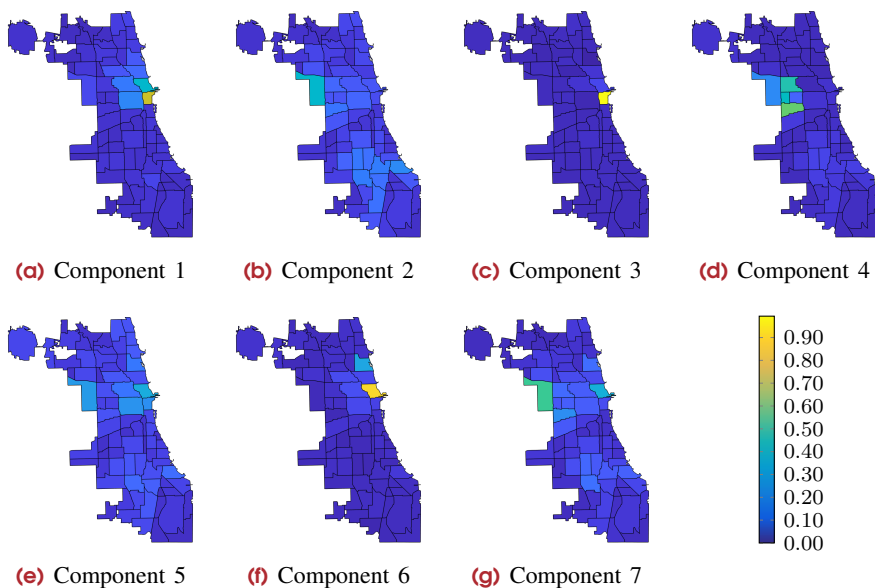 (a) Component 1
(b) Component 2
(c) Component 3
(d) Component 4
0.90
0.80
0.70
0.60
0.50
0.40
0.30
0.20
0.10
0.00
(e) Component 5
(f) Component 6
(g) Component 7